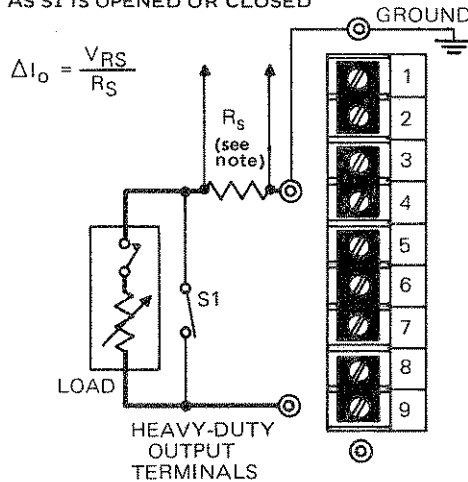 AS S1 IS OPENED OR CLOSED
GROUND
ΔIo = VRS
RS
Rs
(see
note)
S1
LOAD
HEAVY-DUTY
OUTPUT
TERMINALS
1
2
3
4
5
6
7
8
9